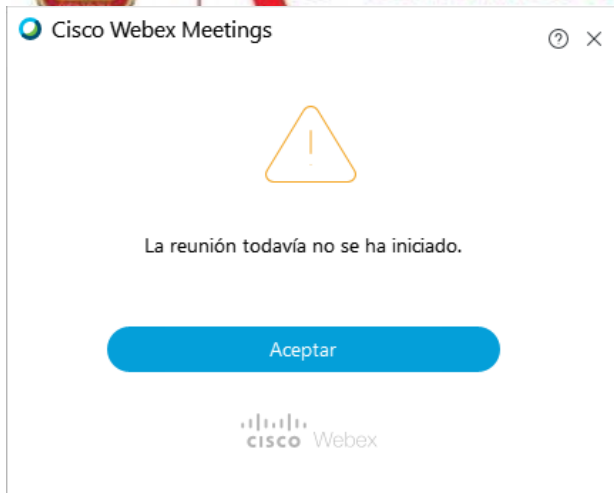 Cisco Webex Meetings
La reunión todavía no se ha iniciado.
Aceptar
cisco Webex